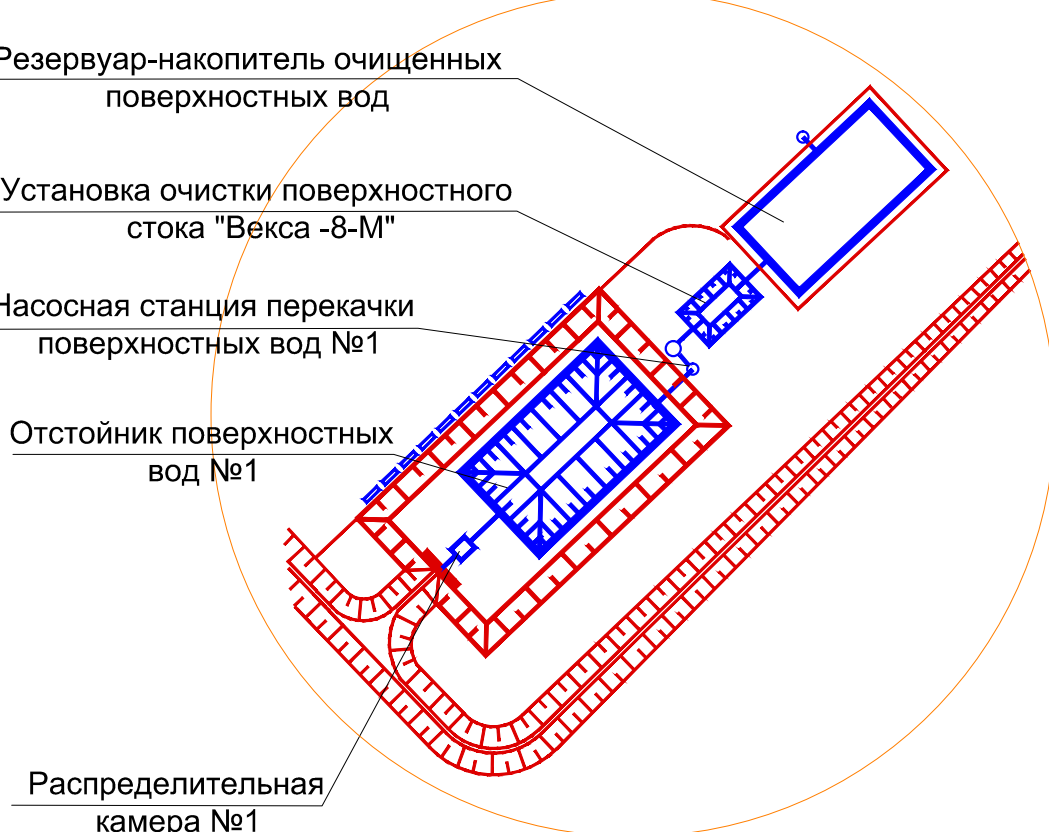 Резервуар-накопитель очищенных
поверхностных вод
Установка очистки поверхностного
стока "Векса -8-М"
Насосная станция перекачки
поверхностных вод №1
Отстойник поверхностных
вод №1
Распределительная
камера №1